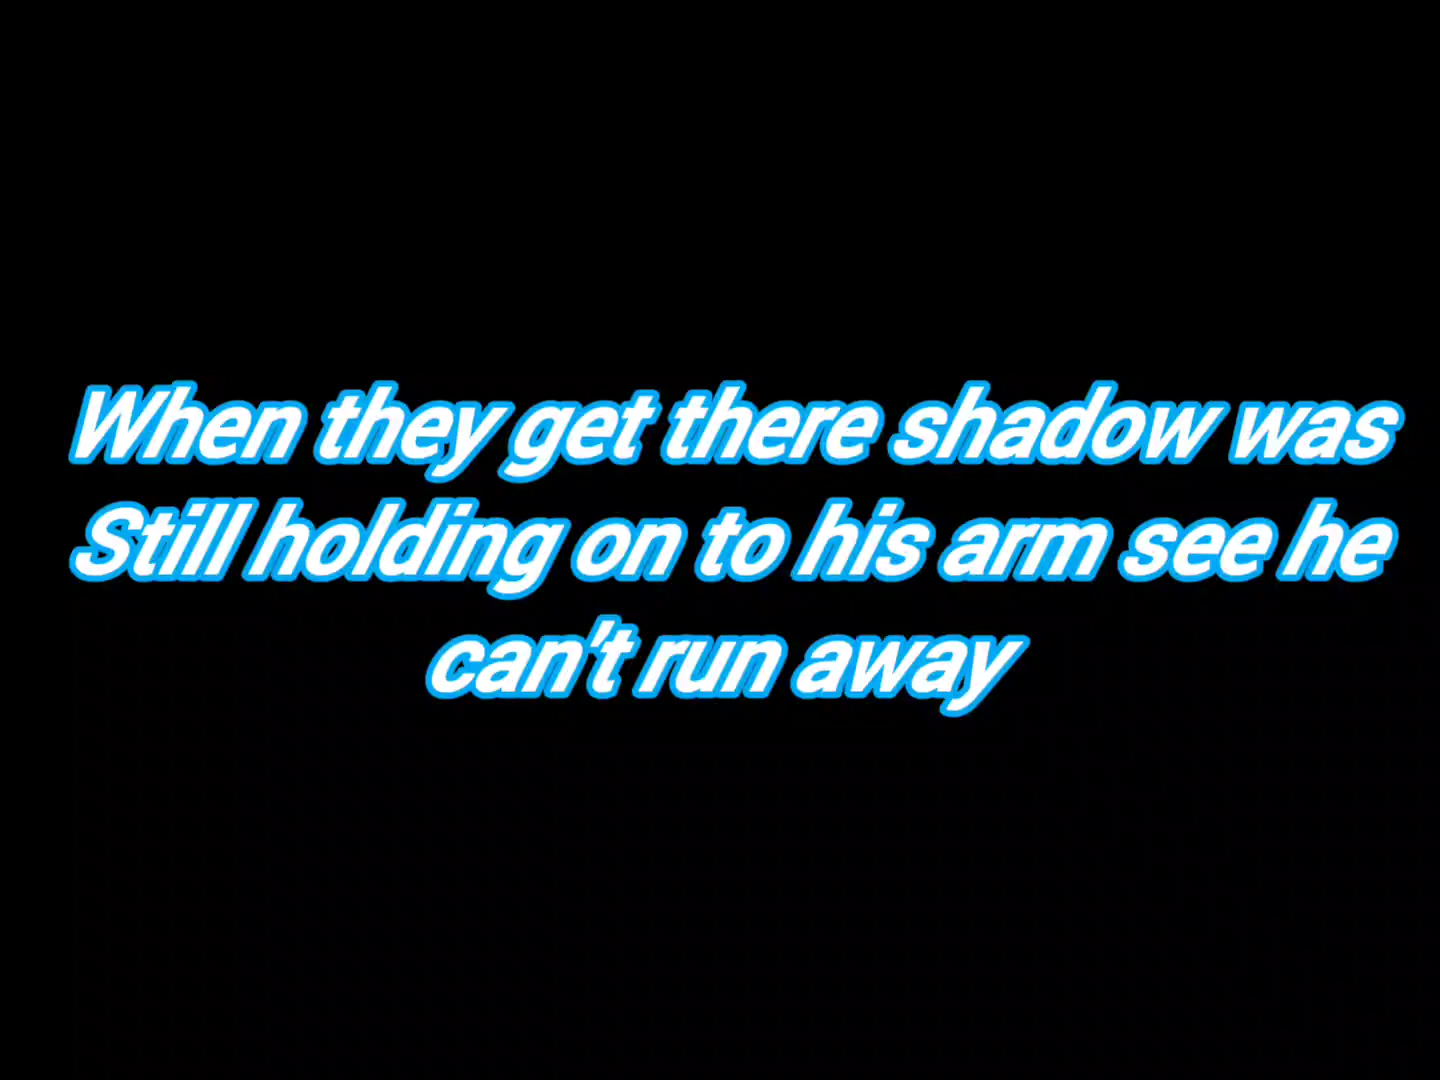 When they get there shadow was
Still holding on to his arm see he
can't run away